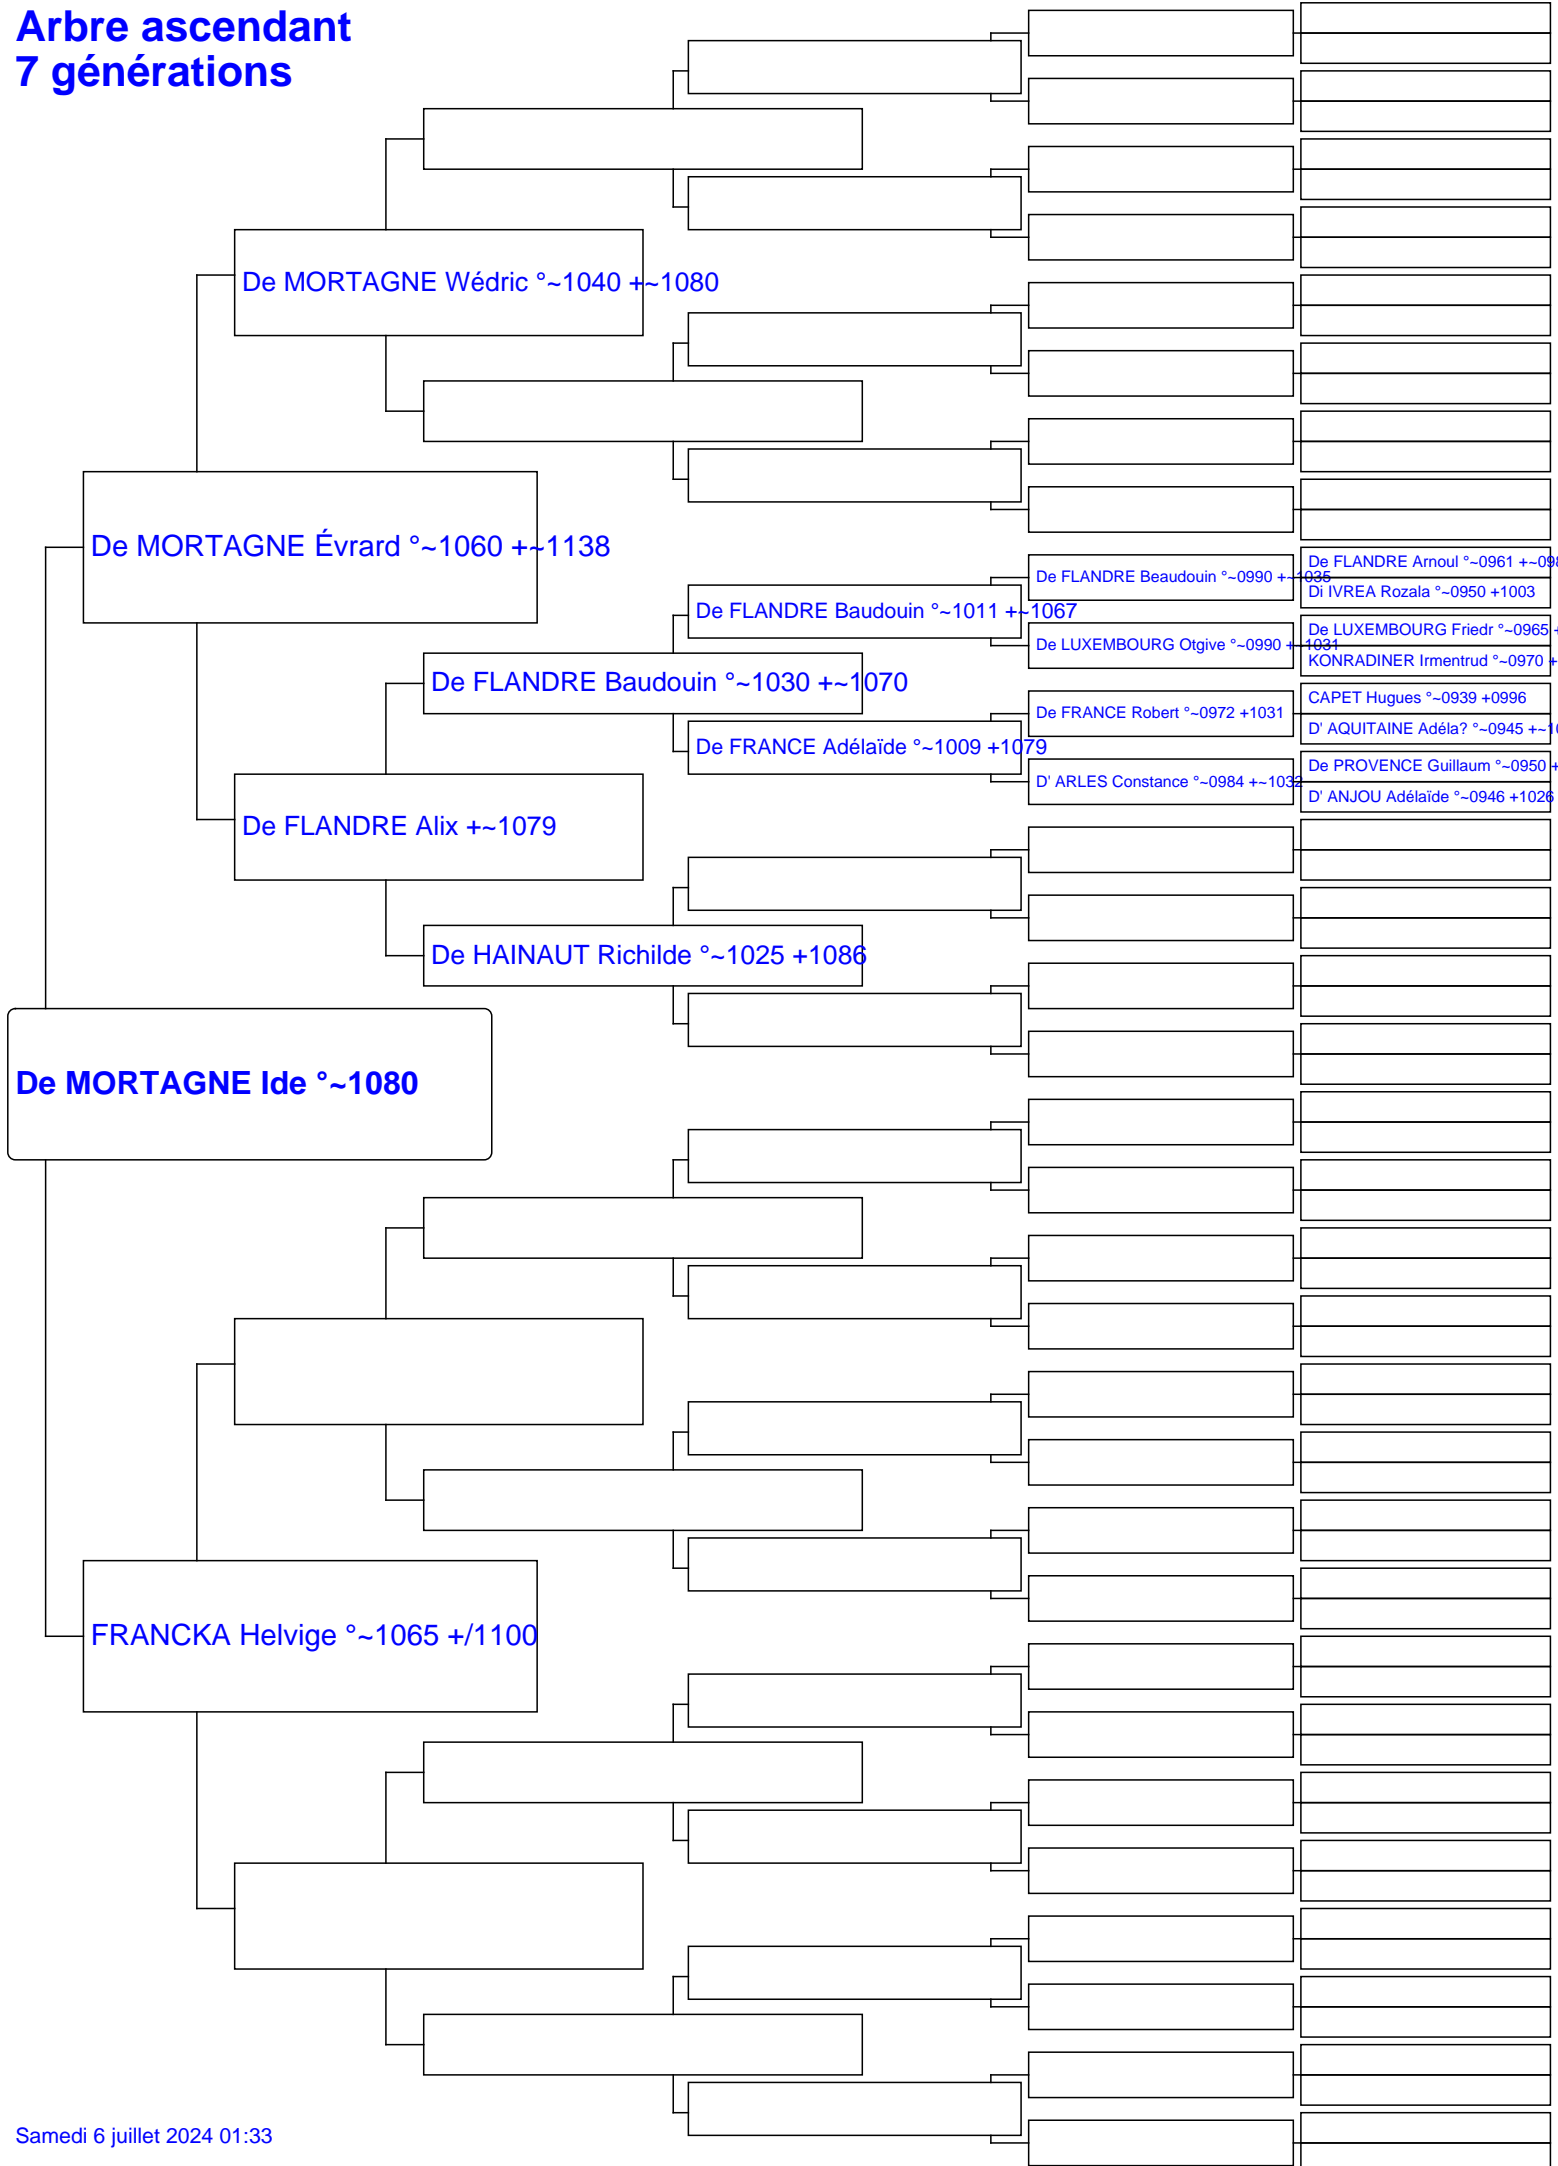 Arbre ascendant
7 générations
De MORTAGNE Wédric °~1040 +~1080
De MORTAGNE Évrard °~1060 +~1138
De FLANDRE Arnoul °~0961 +~098
De FLANDRE Beaudouin °~0990 +~1035
Di IVREA Rozala °~0950 +1003
De FLANDRE Baudouin °~1011 +~1067
De LUXEMBOURG Friedr °~0965 +
De LUXEMBOURG Otgive °~0990 +~1031
KONRADINER Irmentrud °~0970 +
De FLANDRE Baudouin °~1030 +~1070
CAPET Hugues °~0939 +0996
De FRANCE Robert °~0972 +1031
D' AQUITAINE Adéla? °~0945 +~10
De FRANCE Adélaïde °~1009 +1079
De PROVENCE Guillaum °~0950 +
D' ARLES Constance °~0984 +~1032
D' ANJOU Adélaïde °~0946 +1026
De FLANDRE Alix +~1079
De HAINAUT Richilde °~1025 +1086
De MORTAGNE Ide °~1080
FRANCKA Helvige °~1065 +/1100
Samedi 6 juillet 2024 01:33